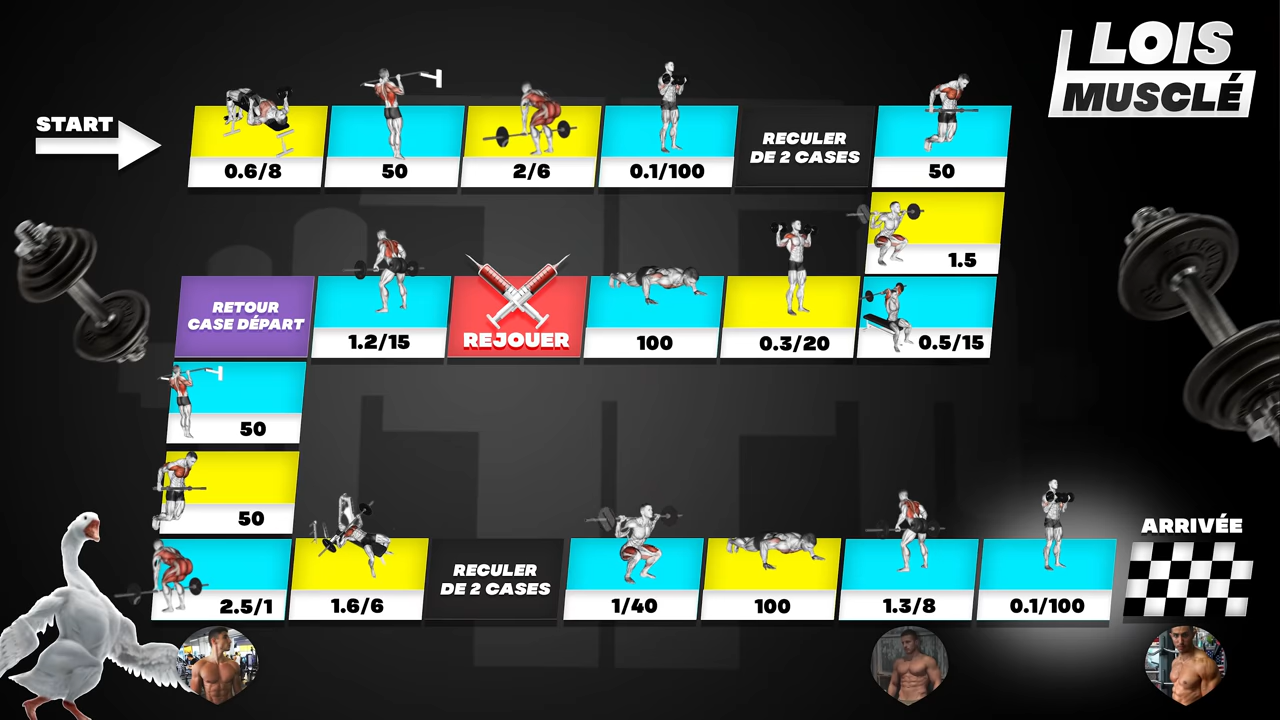 LOIS
MUSCLÉ
START
0.6/8
50
2/6
0.1/100
RECULER
DE 2 CASES
50
1.5
0.5/15
0.3/20
100
REJOUER
1.2/15
RETOUR
CASE DÉPART
50
50
2.5/1
1.6/6
RECULER
DE 2 CASES
1/40
100
1.3/8
0.1/100
ARRIVÉE